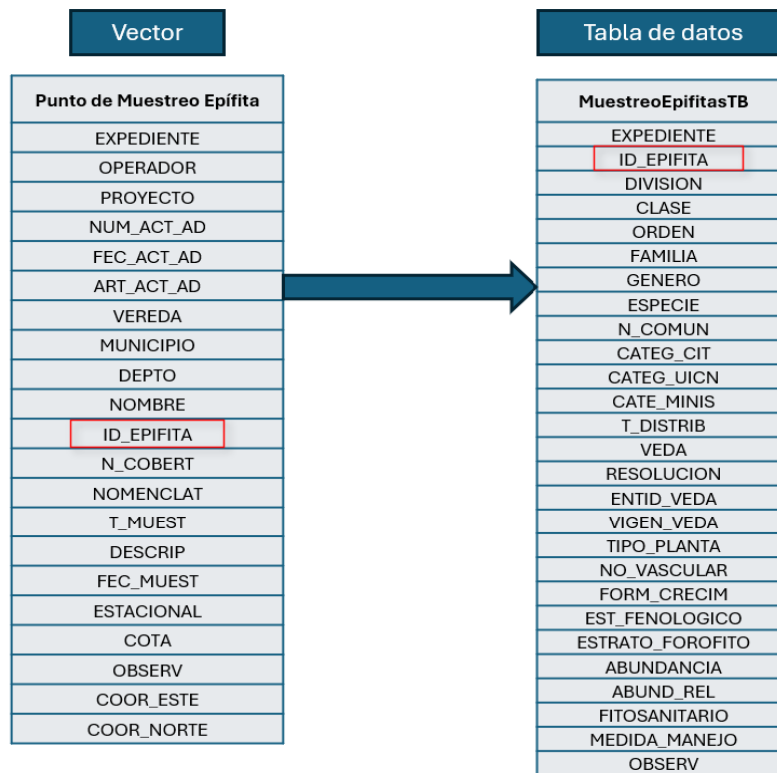 Vector
Punto de Muestreo Epífita
EXPEDIENTE
OPERADOR
PROYECTO
NUM_ACT_AD
FEC_ACT_AD
ART_ACT_AD
VEREDA
MUNICIPIO
DEPTO
NOMBRE
ID_EPIFITA
N_COBERT
NOMENCLAT
T_MUEST
DESCRIP
FEC_MUEST
ESTACIONAL
COTA
OBSERV
COOR_ESTE
COOR_NORTE
Tabla de datos
MuestreoEpifitasTB
EXPEDIENTE
ID_EPIFITA
DIVISION
CLASE
ORDEN
FAMILIA
GENERO
ESPECIE
N_COMUN
CATEG_CIT
CATEG_UICN
CATE_MINIS
T_DISTRIB
VEDA
RESOLUCION
ENTID_VEDA
VIGEN_VEDA
TIPO_PLANTA
NO_VASCULAR
FORM_CRECIM
EST_FENOLOGICO
ESTRATO_FOROFITO
ABUNDANCIA
ABUND_REL
FITOSANITARIO
MEDIDA_MANEJO
OBSERV